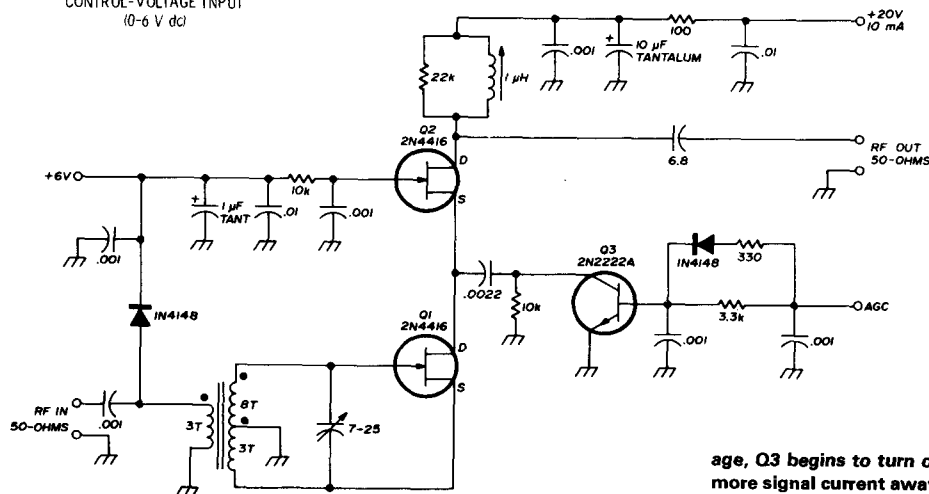 CONTROL-VOLTAGE INPUT
(0-6 V dc)
+20V
10 mA
100
.001
+
10 µF
TANTALUM
.01
22k
1 µH
Q2
2N4416
D
S
6.8
RF OUT
50-OHMS
+6V
10k
+
1 µF
TANT
.01
.001
.001
1N4148
Q1
2N4416
D
S
.0022
10k
Q3
2N2222A
1N4148
330
3.3k
AGC
.001
.001
RF IN
50-OHMS
.001
3T
8T
3T
7-25
age, Q3 begins to turn
more signal current